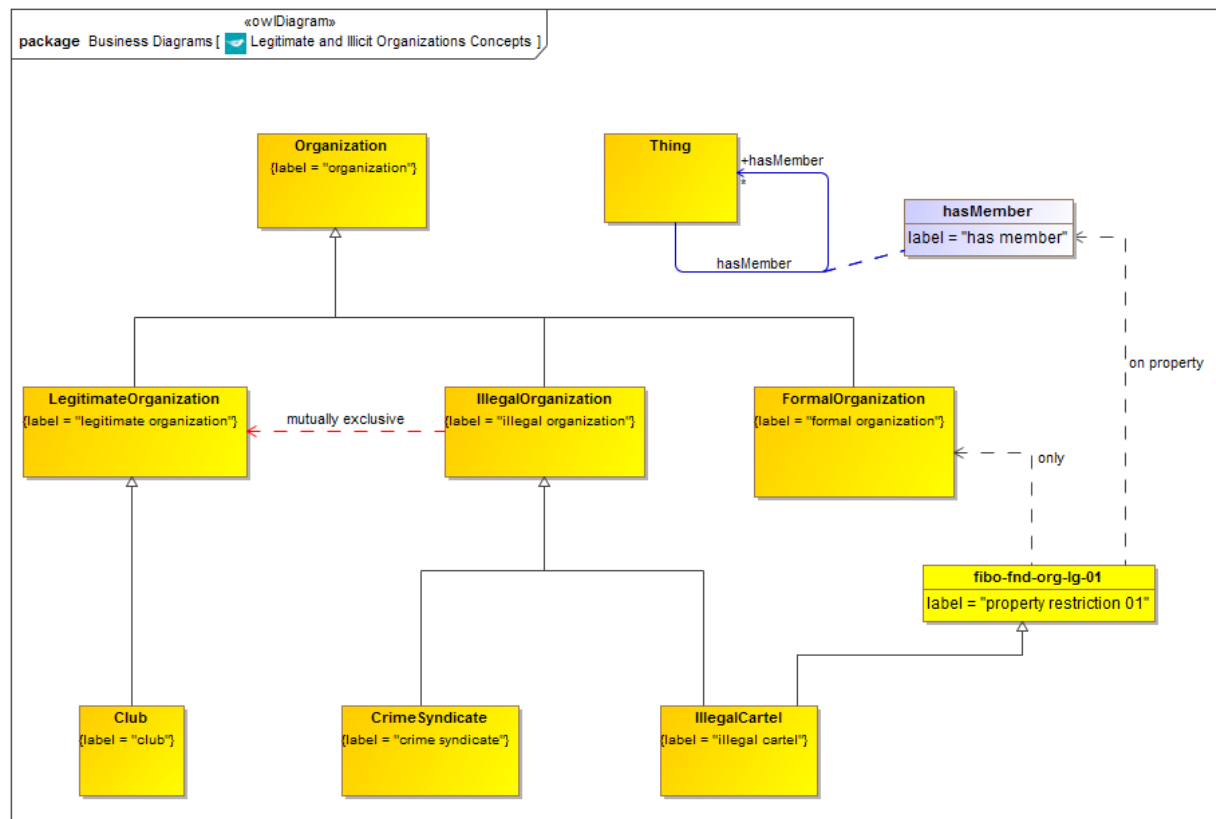 «owlDiagram»
package Business Diagrams [ Legitimate and Illicit Organizations Concepts ]
Organization
{label = "organization"}
Thing
+hasMember
*
hasMember
hasMember
label = "has member"
on property
LegitimateOrganization
{label = "legitimate organization"}
mutually exclusive
IllegalOrganization
{label = "illegal organization"}
FormalOrganization
{label = "formal organization"}
only
fibo-fnd-org-lg-01
label = "property restriction 01"
Club
{label = "club"}
CrimeSyndicate
{label = "crime syndicate"}
IllegalCartel
{label = "illegal cartel"}